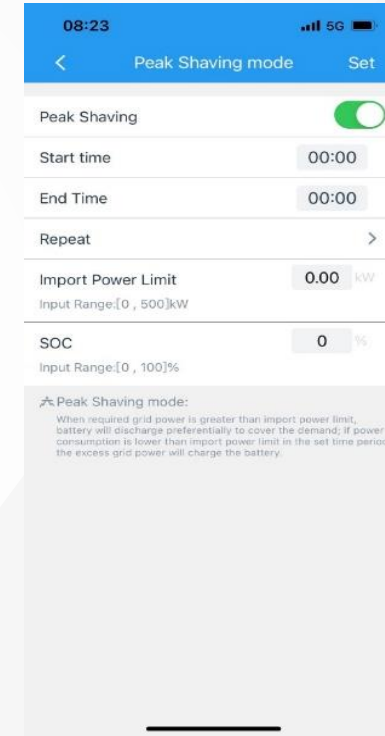 08:23
5G
Peak Shaving mode
Set
Peak Shaving
Start time
00:00
End Time
00:00
Repeat
Import Power Limit
0.00 kW
Input Range:[0 , 500]kW
SOC
0 %
Input Range:[0 , 100]%
Peak Shaving mode:
When required grid power is greater than import power limit,
battery will discharge preferentially to cover the demand; if power
consumption is lower than import power limit in the set time period
the excess grid power will charge the battery.